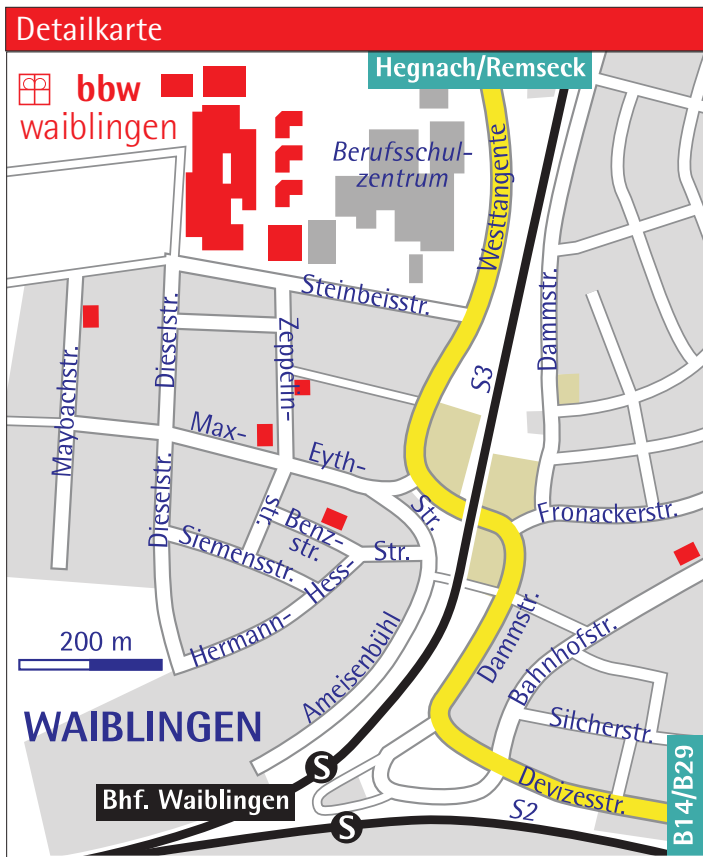 Detailkarte
Hegnach/Remseck
bbw
waiblingen
Berufsschul-
zentrum
Westtangente
Steinbeisstr.
Dieselstr.
Zeppelin-
str.
Maybachstr.
Dammstr.
S3
Max-
Eyth-
Str.
Dieselstr.
Benz-
str.
Siemensstr.
Fronackerstr.
Hermann-
Hess-
Str.
200 m
Ameisenbühl
Dammstr.
Bahnhofstr.
Silcherstr.
WAIBLINGEN
S
Bhf. Waiblingen
Devizesstr.
S2
S
B14/B29